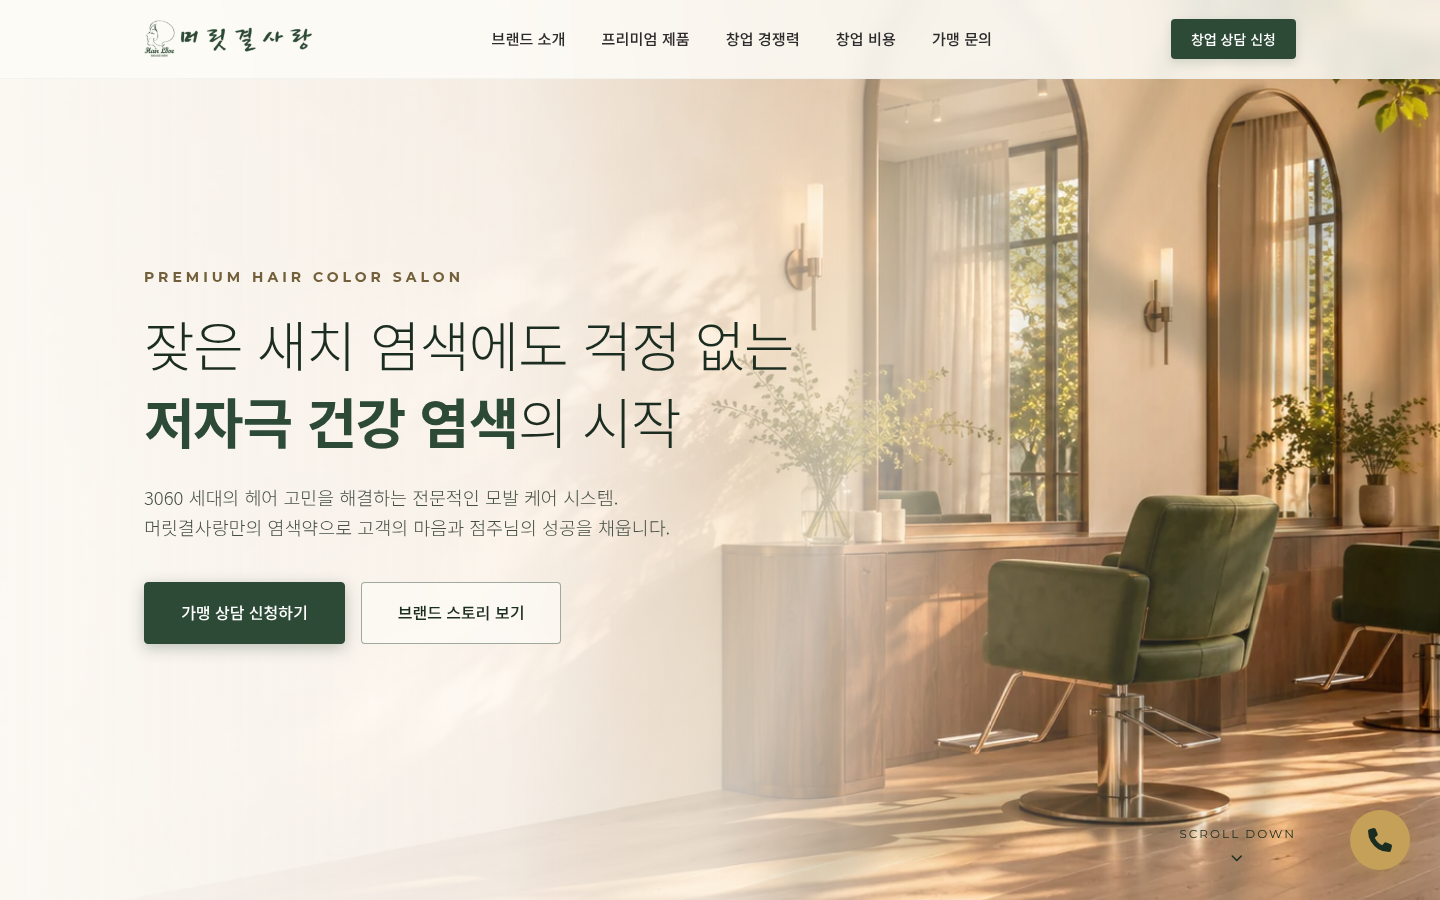 Hair Love
머릿결사랑
브랜드 소개
프리미엄 제품
창업 경쟁력
창업 비용
가맹 문의
창업 상담 신청
PREMIUM HAIR COLOR SALON
잦은 새치 염색에도 걱정 없는
저자극 건강 염색의 시작
3060 세대의 헤어 고민을 해결하는 전문적인 모발 케어 시스템.
머릿결사랑만의 염색약으로 고객의 마음과 점주님의 성공을 채웁니다.
가맹 상담 신청하기
브랜드 스토리 보기
SCROLL DOWN